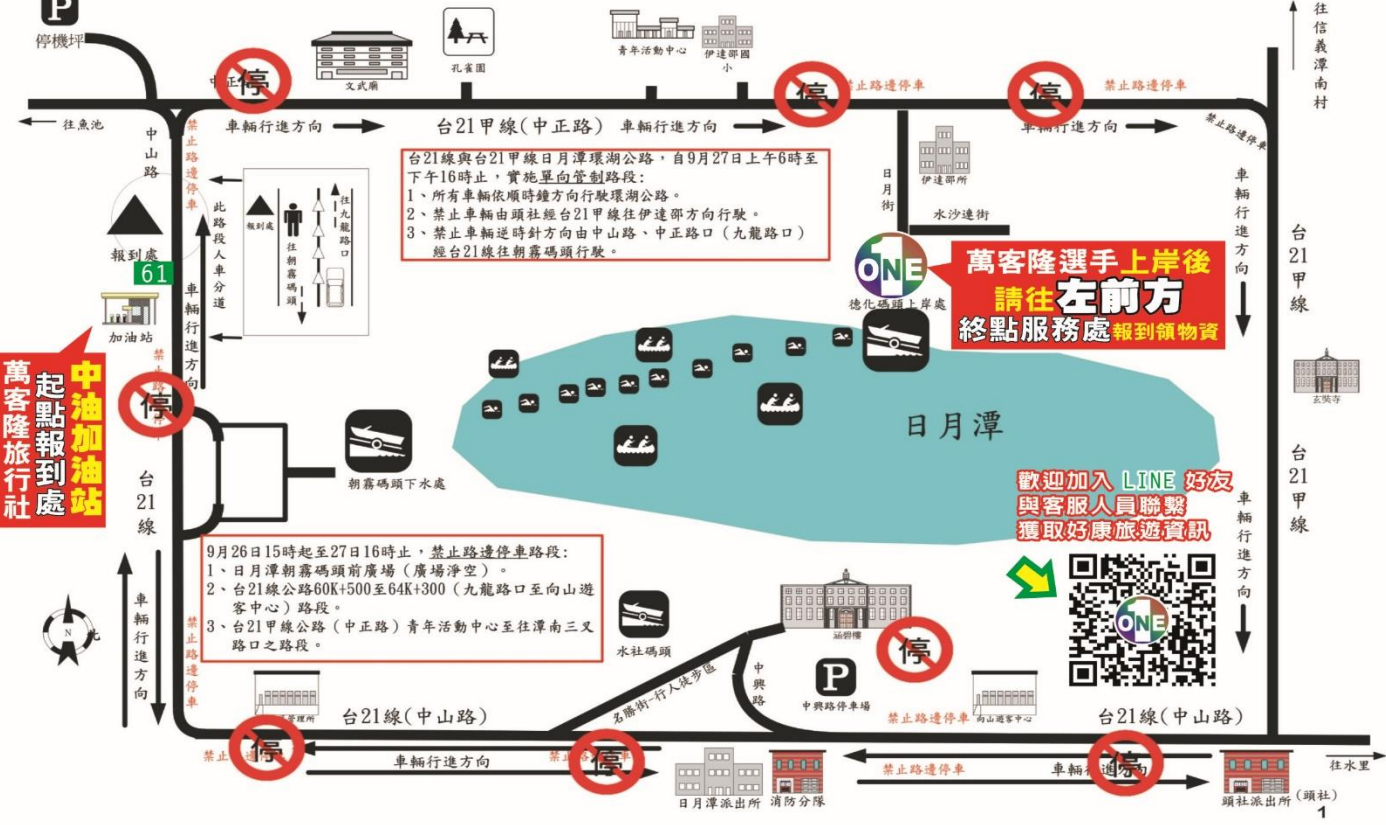 P
停機坪
中正
停
文武廟
孔雀園
青年活動中心
伊達邵國小
停
禁止路邊停車
停
禁止路邊停車
往信義潭南村
往魚池
中山路
禁止路邊停車
車輛行進方向
台21甲線(中正路)
車輛行進方向
車輛行進方向
禁止路邊停車
台21線與台21甲線日月潭環湖公路，自9月27日上午6時至
下午16時止，實施單向管制路段:
1、所有車輛依順時鐘方向行駛環湖公路。
2、禁止車輛由頭社經台21甲線往伊達邵方向行駛。
3、禁止車輛逆時針方向由中山路、中正路口（九龍路口）
經台21線往朝霧碼頭行駛。
報到處
往九龍路口
往朝霧碼頭
此路段人車分道
日月街
伊達邵所
水沙連街
車輛行進方向
台21甲線
報到處
61
加油站
車輛行進方向
ONE
德化碼頭上岸處
萬客隆選手上岸後
請往左前方
終點服務處報到領物資
玄奘寺
中油加油站
起點報到處
萬客隆旅行社
停
台21線
朝霧碼頭下水處
日月潭
台21甲線
歡迎加入 LINE 好友
與客服人員聯繫
獲取好康旅遊資訊
ONE
車輛行進方向
9月26日15時起至27日16時止，禁止路邊停車路段:
1、日月潭朝霧碼頭前廣場（廣場淨空）。
2、台21線公路60K+500至64K+300（九龍路口至向山遊
客中心）路段。
3、台21甲線公路（中正路）青年活動中心至往潭南三叉
路口之路段。
N
北
車輛行進方向
禁止路邊停車
水社碼頭
涵碧樓
停
名勝街-行人徒步區
中興路
P
中興路停車場
禁止路邊停車
向山遊客中心
管理所
台21線(中山路)
台21線(中山路)
停
車輛行進方向
停
日月潭派出所
消防分隊
禁止路邊停車
停
頭社派出所
(頭社)
往水里
1